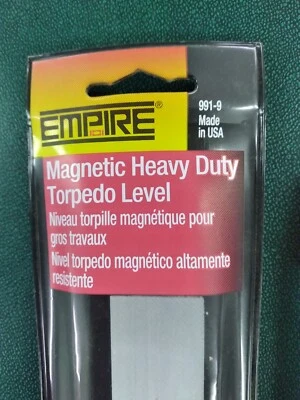 991-9
Made
in USA
EMPIRE®
Magnetic Heavy Duty
Torpedo Level
Niveau torpille magnétique pour
gros travaux
Nivel torpedo magnético altamente
resistente